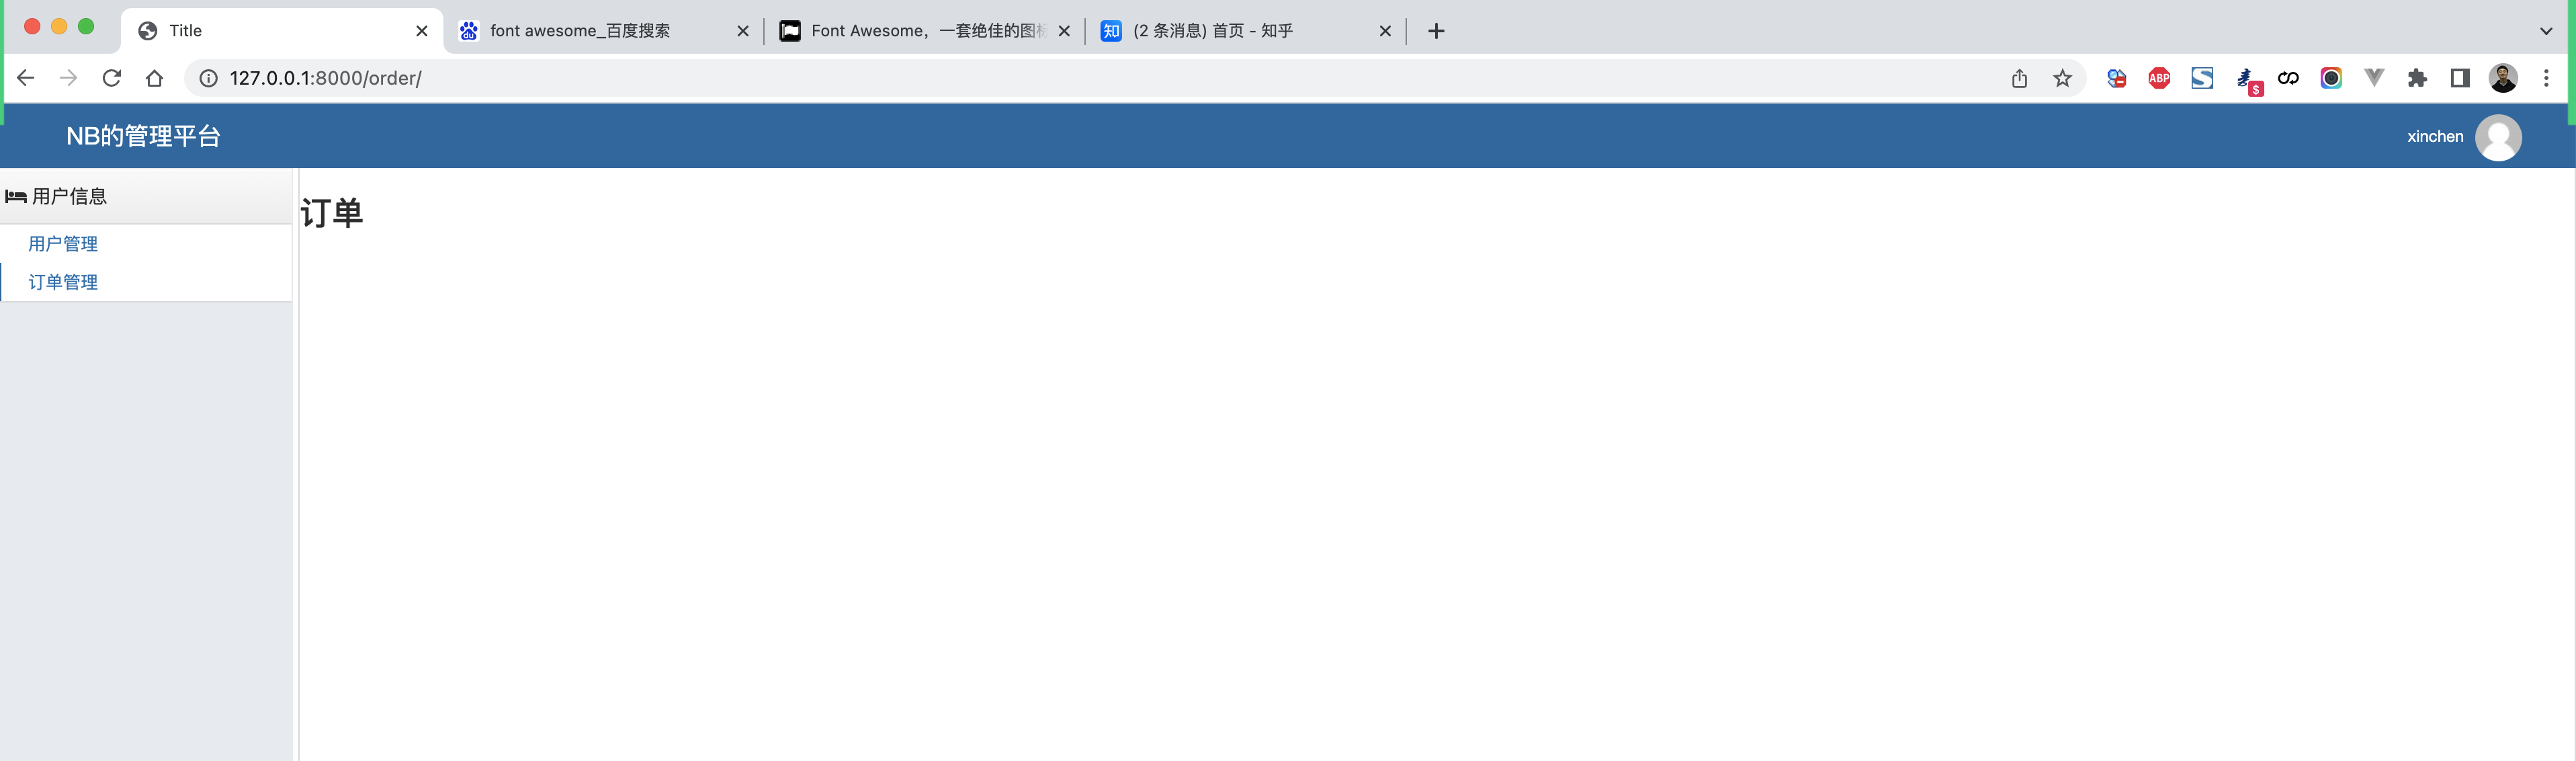 Title
font awesome_百度搜索
Font Awesome，一套绝佳的图标
(2 条消息) 首页 - 知乎
127.0.0.1:8000/order/
ABP
$
NB的管理平台
xinchen
用户信息
订单
用户管理
订单管理